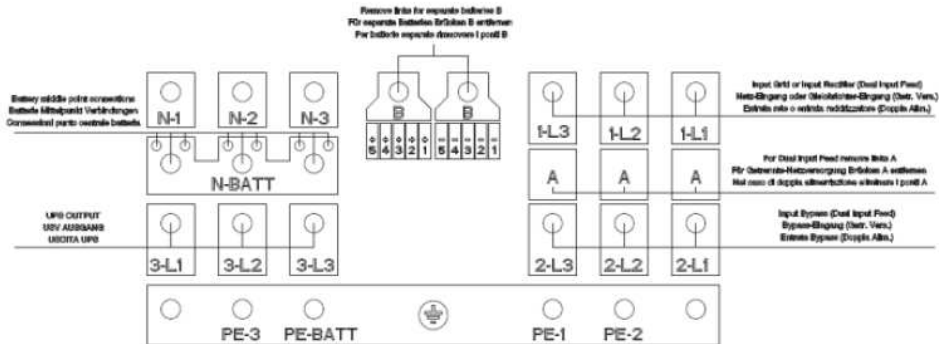 Remove links for separate batteries B
Für separate Batterien Brücken B entfernen
Per batterie separate rimuovere i ponti B
Battery middle point connections
Batterie Mittelpunkt Verbindungen
Connessioni punto centrale batteria
N-1 N-2 N-3
B B
+5 +4 +3 +2 +1 -5 -4 -3 -2 -1
1-L3 1-L2 1-L1
Input Grid or Input Rectifier (Dual Input Feed)
Netz-Eingang oder Gleichrichter-Eingang (Getr. Vers.)
Entrata rete o entrata raddrizzatore (Doppia Alim.)
N-BATT
A A A
For Dual Input Feed remove links A
Für Getrennte-Netzversorgung Brücken A entfernen
Nel caso di doppia alimentazione eliminare i ponti A
UPS OUTPUT
USV AUSGANG
USCITA UPS
3-L1 3-L2 3-L3
2-L3 2-L2 2-L1
Input Bypass (Dual Input Feed)
Bypass-Eingang (Getr. Vers.)
Entrata Bypass (Doppia Alim.)
PE-3 PE-BATT PE-1 PE-2